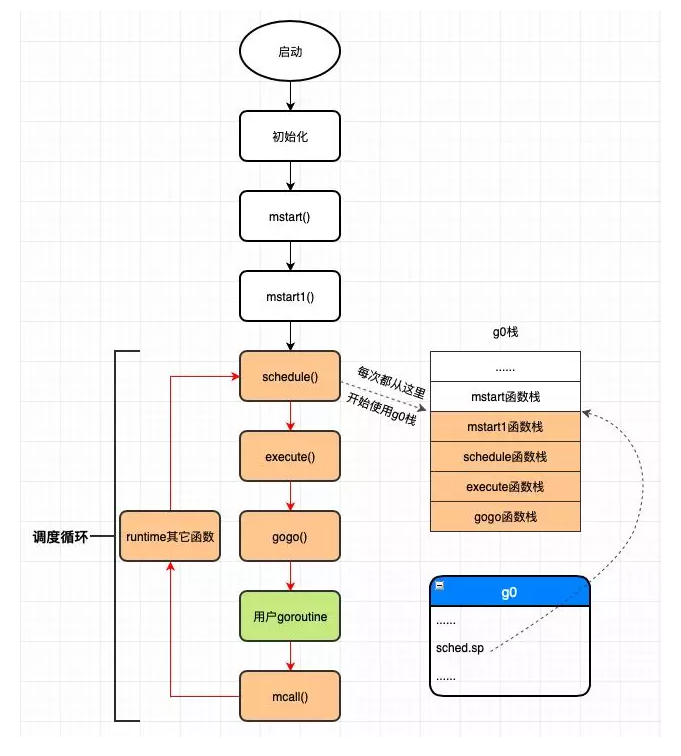 启动
初始化
mstart()
mstart1()
schedule()
execute()
gogo()
用户goroutine
mcall()
runtime其它函数
调度循环
每次都从这里
开始使用g0栈
g0栈
......
mstart函数栈
mstart1函数栈
schedule函数栈
execute函数栈
gogo函数栈
g0
......
sched.sp
......